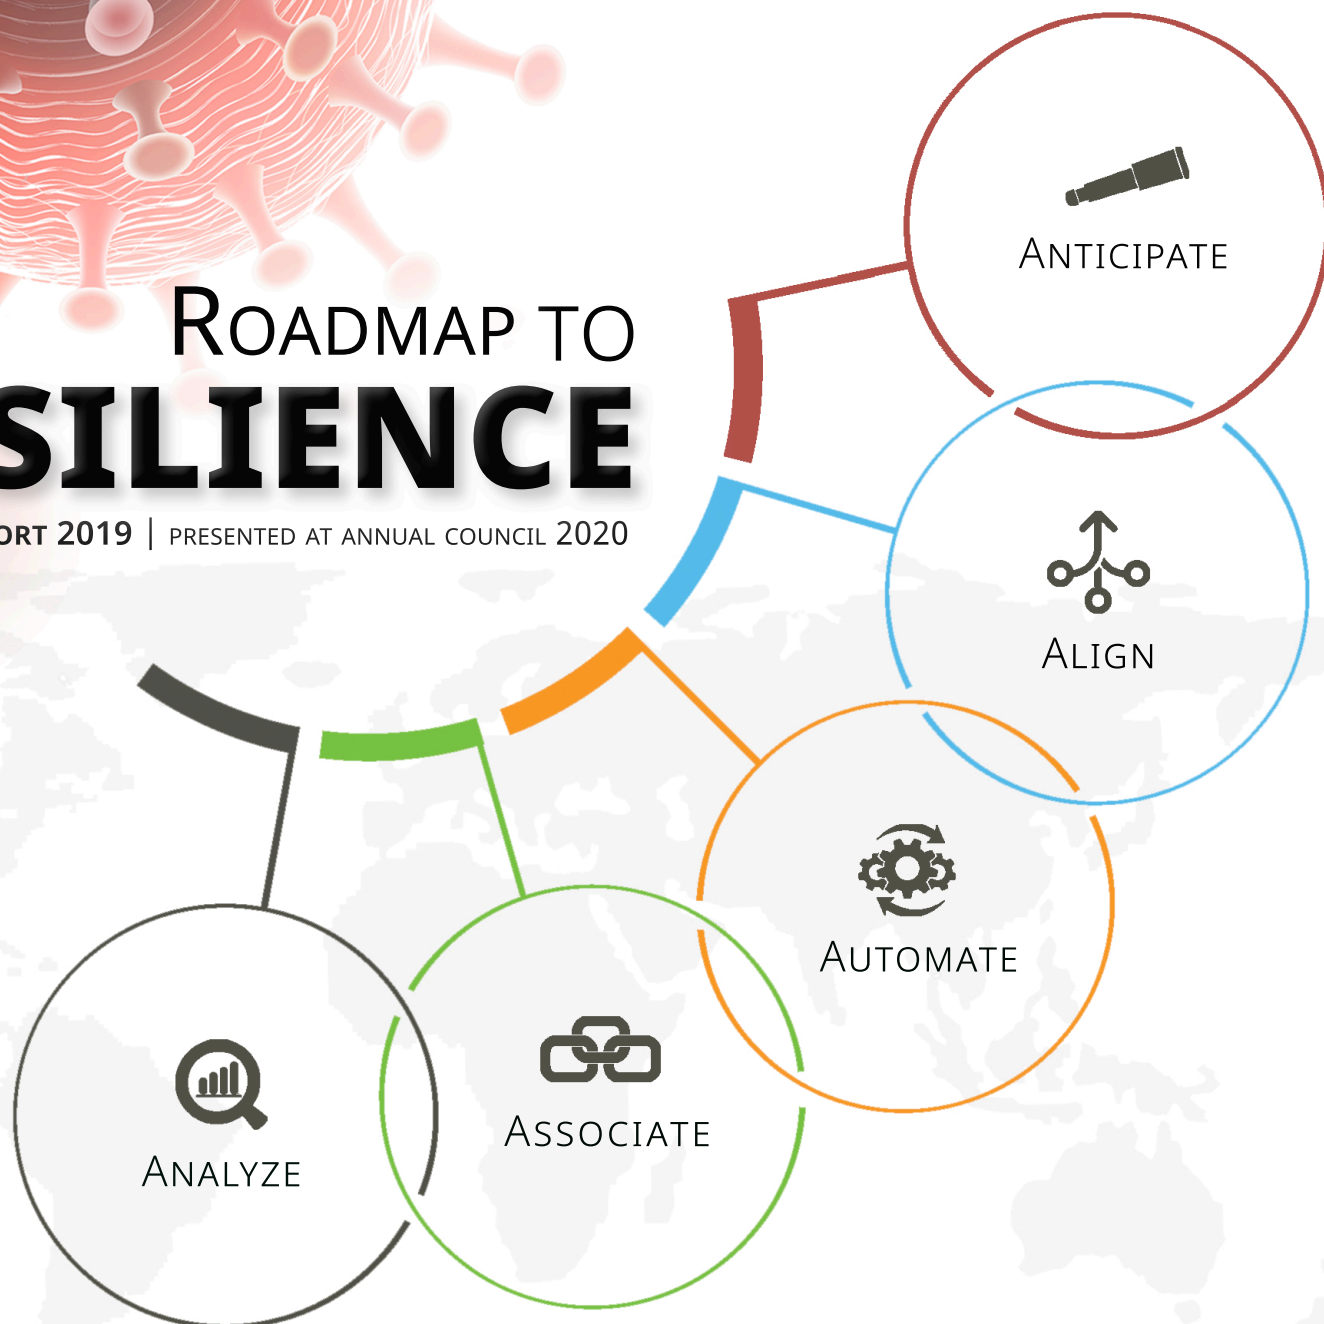 Roadmap to
SILIENCE
ORT 2019 | PRESENTED AT ANNUAL COUNCIL 2020
Anticipate
Align
Automate
Associate
Analyze